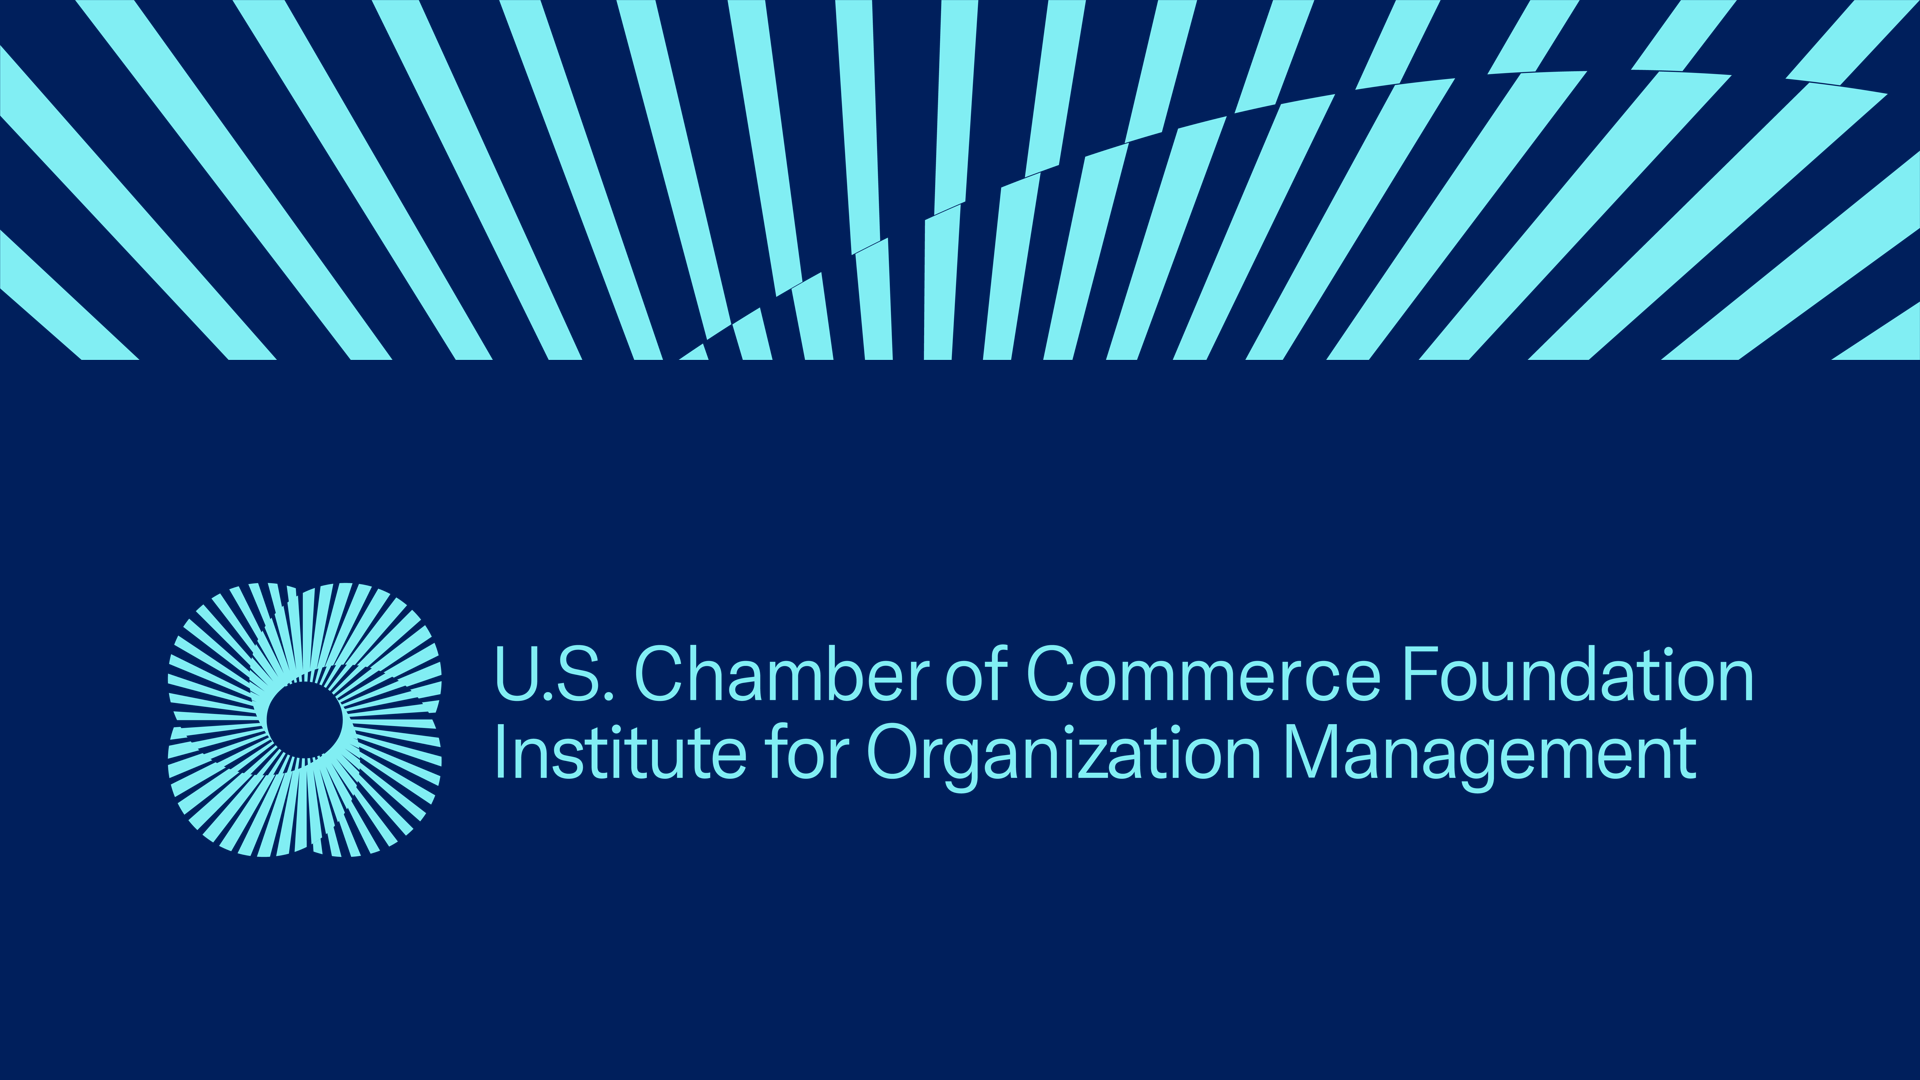 U.S. Chamber of Commerce Foundation
Institute for Organization Management